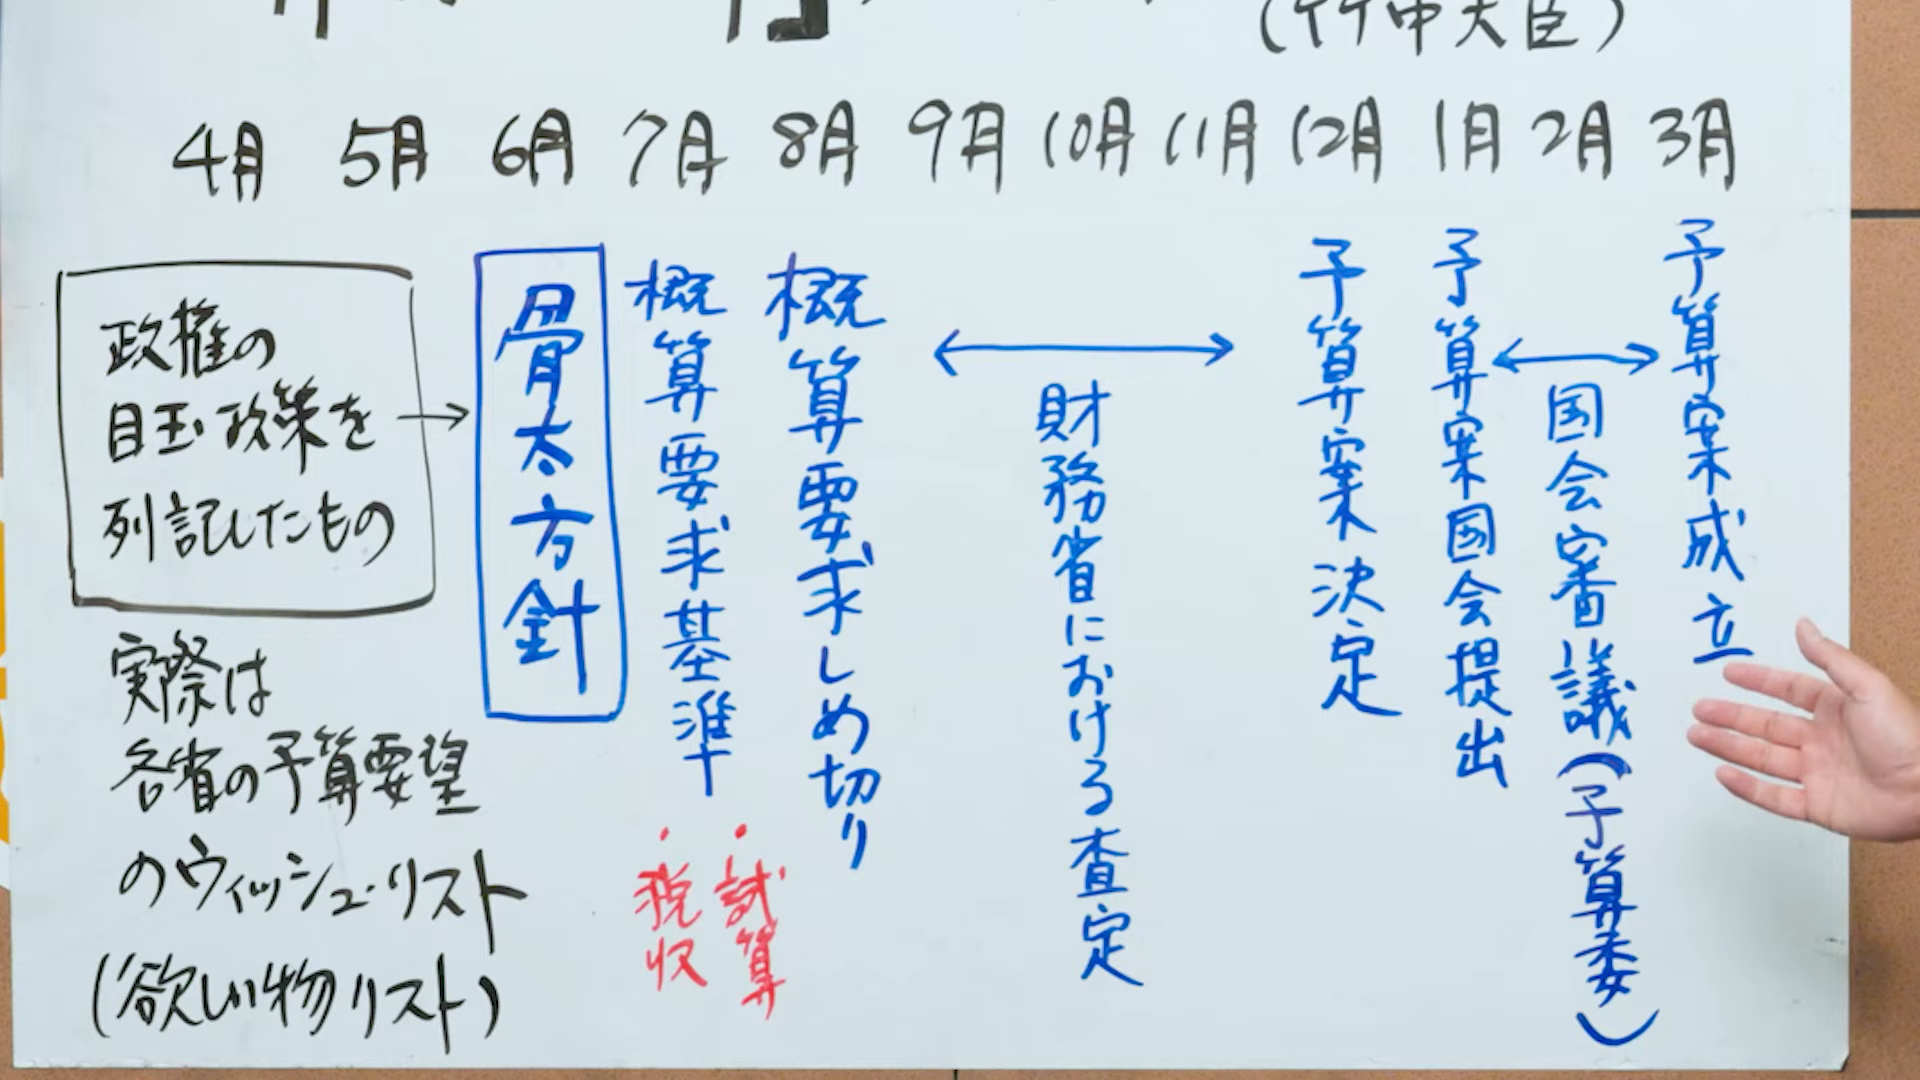 (竹中大臣)
4月 5月 6月 7月 8月 9月 10月 11月 12月 1月 2月 3月
政権の
目玉政策を
列記したもの
実際は
各省の予算要望
のウィッシュ・リスト
(欲しい物リスト)
骨太方針
概算要求基準
・試算
・税収
概算要求しめ切り
財務省における査定
予算案決定
予算案国会提出
国会審議(予算委)
予算案成立